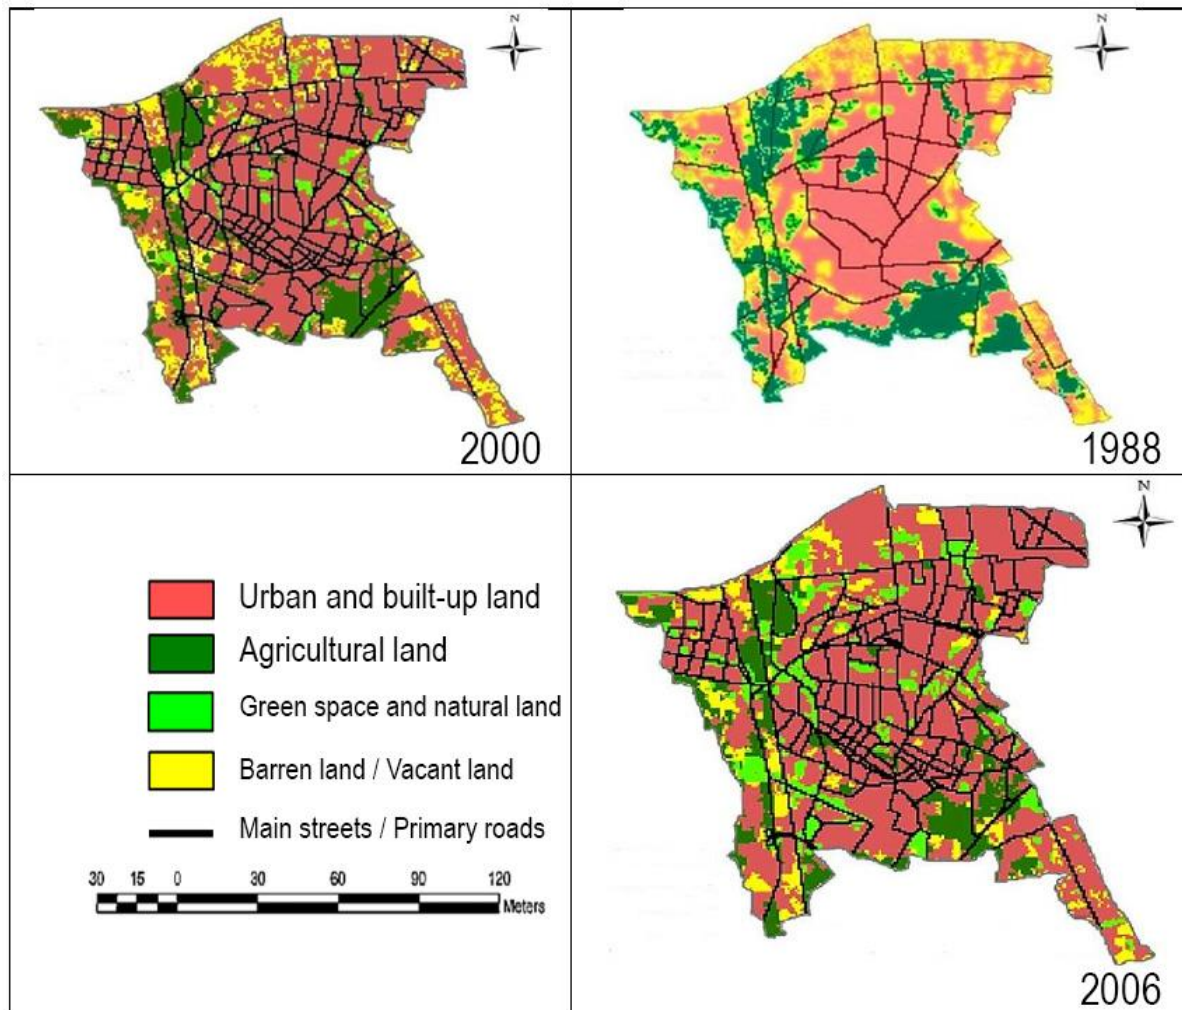 N
2000
N
1988
Urban and built-up land
Agricultural land
Green space and natural land
Barren land / Vacant land
Main streets / Primary roads
30 15 0 30 60 90 120
Meters
N
2006